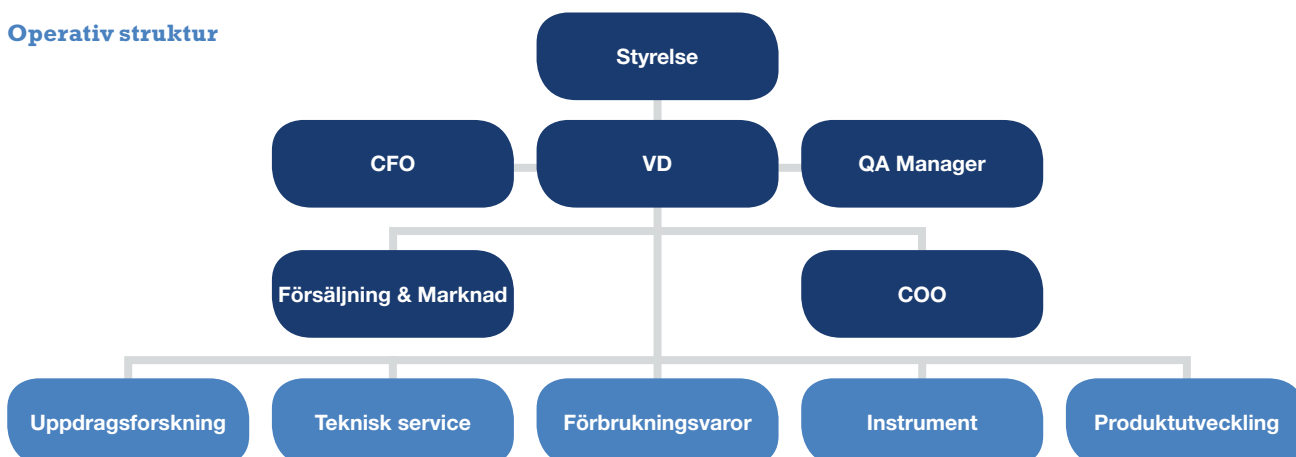 Operativ struktur
Styrelse
CFO
VD
QA Manager
Försäljning & Marknad
COO
Uppdragsforskning
Teknisk service
Förbrukningsvaror
Instrument
Produktutveckling